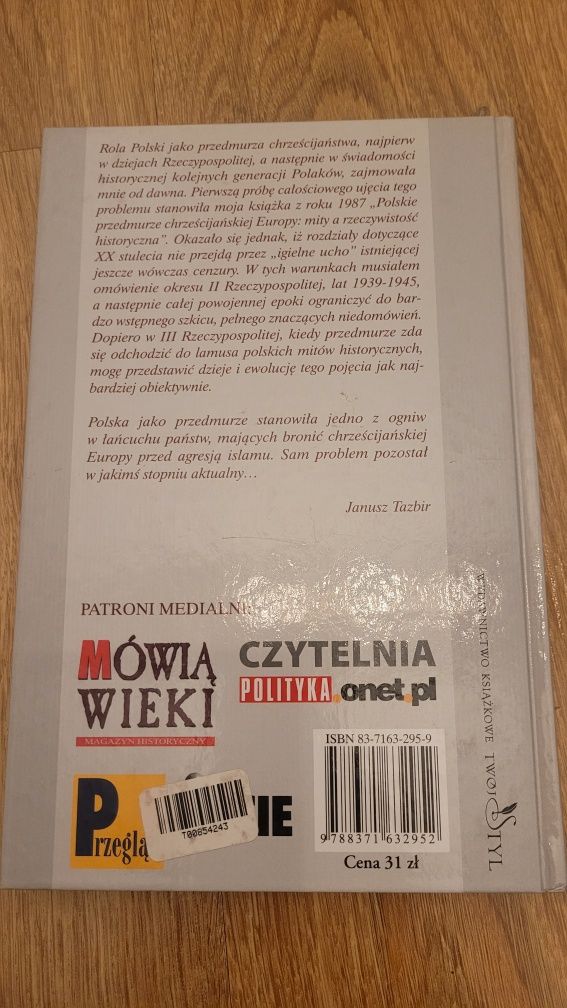 Rola Polski jako przedmurza chrześcijaństwa, najpierw
w dziejach Rzeczypospolitej, a następnie w świadomości
historycznej kolejnych generacji Polaków, zajmowała
mnie od dawna. Pierwszą próbę całościowego ujęcia tego
problemu stanowiła moja książka z roku 1987 „Polskie
przedmurze chrześcijańskiej Europy: mity a rzeczywistość
historyczna”. Okazało się jednak, iż rozdziały dotyczące
XX stulecia nie przejdą przez „igielne ucho” istniejącej
jeszcze wówczas cenzury. W tych warunkach musiałem
omówienie okresu II Rzeczypospolitej, lat 1939-1945,
a następnie całej powojennej epoki ograniczyć do bar-
dzo wstępnego szkicu, pełnego znaczących niedomówień.
Dopiero w III Rzeczypospolitej, kiedy przedmurze zda
się odchodzić do lamusa polskich mitów historycznych,
mogę przedstawić dzieje i ewolucję tego pojęcia jak naj-
bardziej obiektywnie.
Polska jako przedmurze stanowiła jedno z ogniw
w łańcuchu państw, mających bronić chrześcijańskiej
Europy przed agresją islamu. Sam problem pozostał
w jakimś stopniu aktualny...
Janusz Tazbir
PATRONI MEDIALNI
MÓWIĄ
WIEKI
MAGAZYN HISTORYCZNY
CZYTELNIA
POLITYKA.onet.pl
ISBN 83-7163-295-9
9 788371 632952
Cena 31 zł
T00854243
WYDAWNICTWO KSIĄŻKOWE TWÓJ STYL